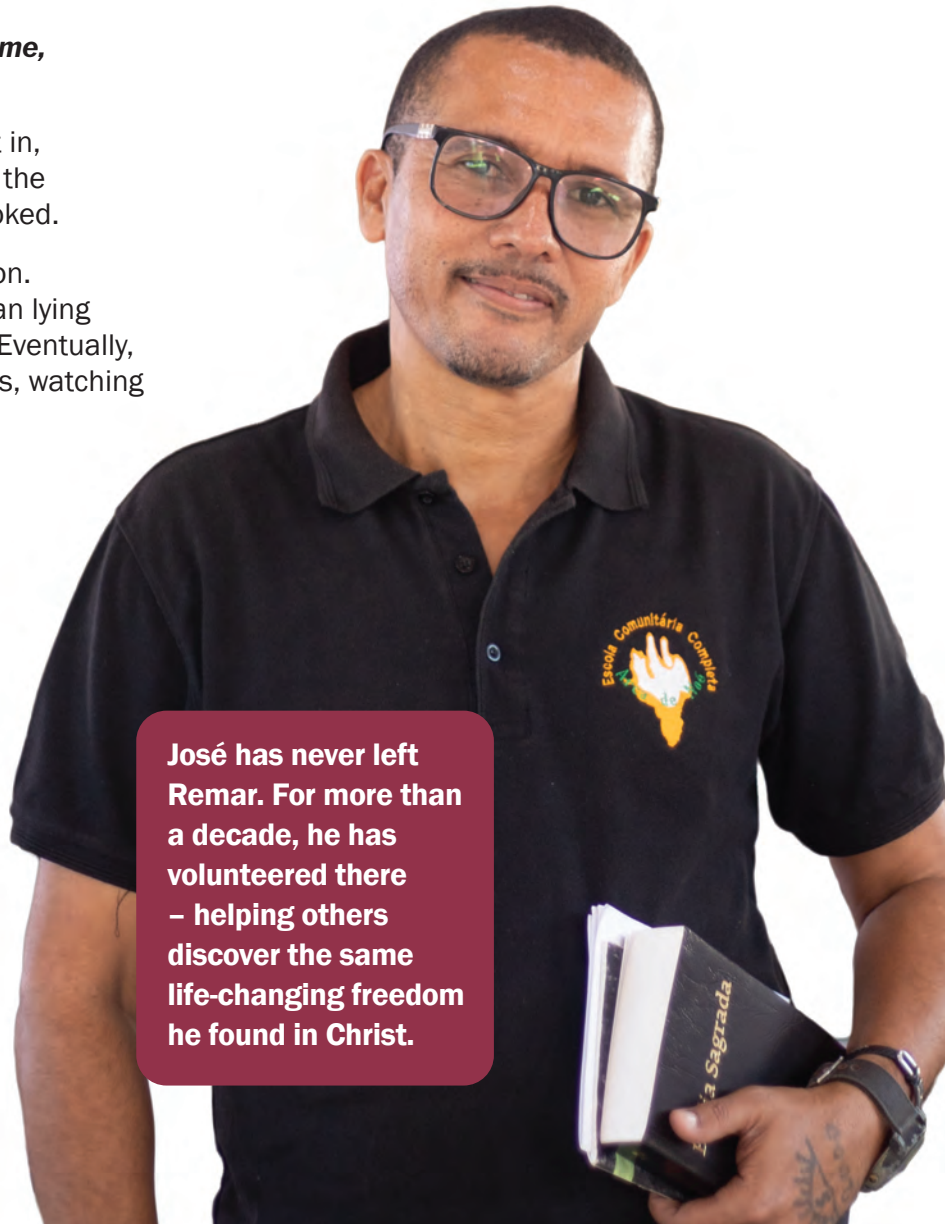 me,
in,
the
oked.
on.
an lying
Eventually,
s, watching
Escola Comunitária Completa
José has never left
Remar. For more than
a decade, he has
volunteered there
– helping others
discover the same
life-changing freedom
he found in Christ.
Sagrada